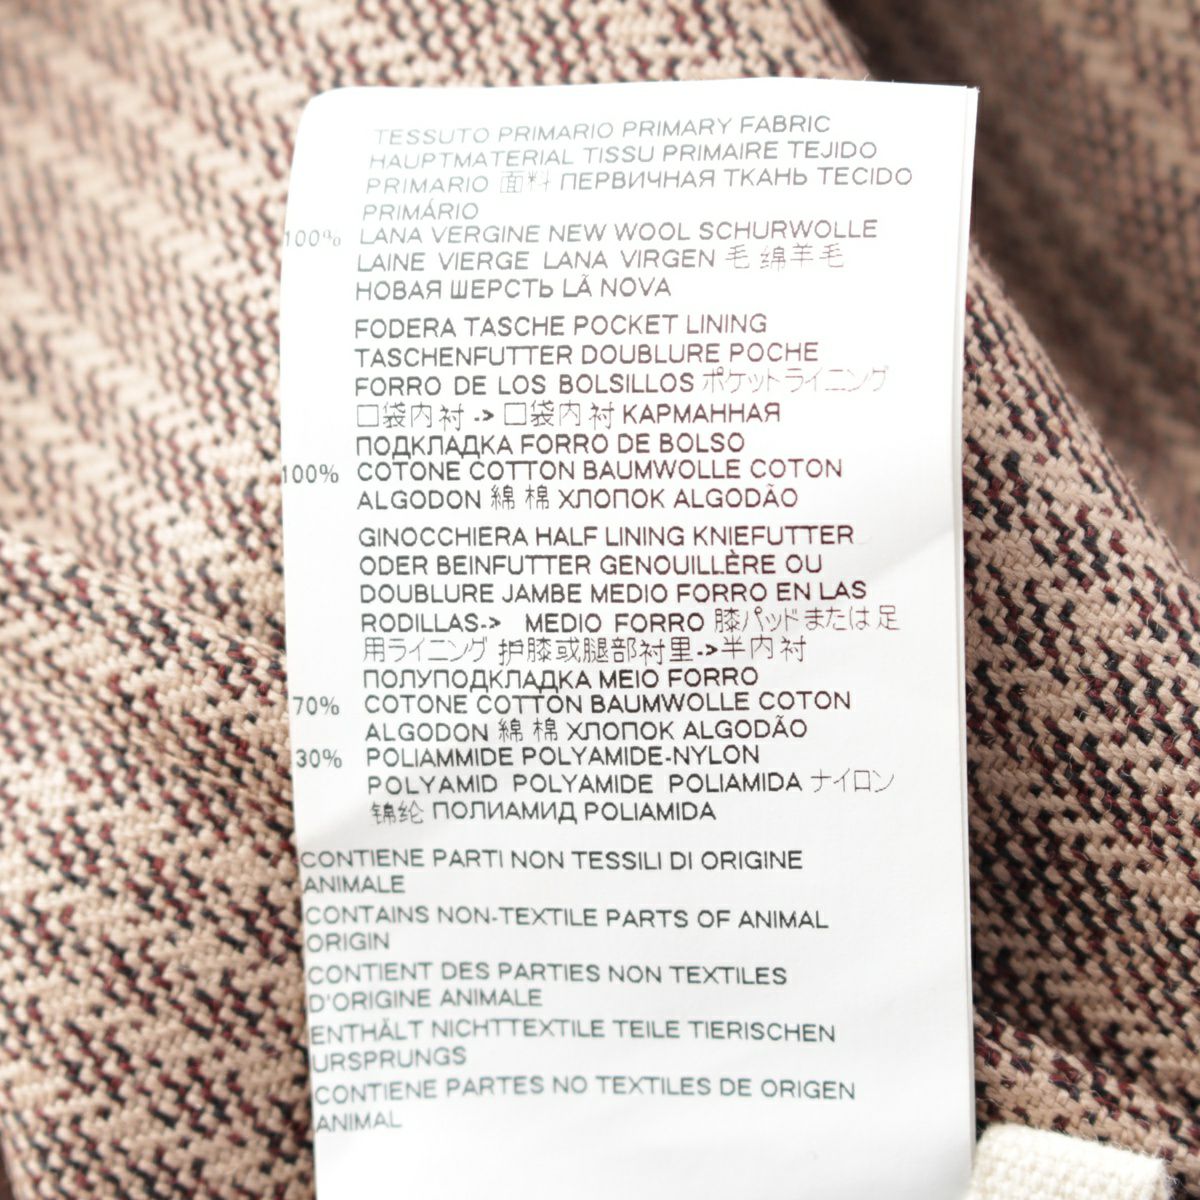 TESSUTO PRIMARIO PRIMARY FABRIC
HAUPTMATERIAL TISSU PRIMAIRE TEJIDO
PRIMARIO 面料 ПЕРВИЧНАЯ ТКАНЬ TECIDO
PRIMÁRIO
100% LANA VERGINE NEW WOOL SCHURWOLLE
LAINE VIERGE LANA VIRGEN 毛 绵羊毛
НОВАЯ ШЕРСТЬ LÃ NOVA
FODERA TASCHE POCKET LINING
TASCHENFUTTER DOUBLURE POCHE
FORRO DE LOS BOLSILLOS ポケットライニング
口袋内衬 -> 口袋内衬 КАРМАННАЯ
ПОДКЛАДКА FORRO DE BOLSO
100% COTONE COTTON BAUMWOLLE COTON
ALGODON 綿 棉 ХЛОПОК ALGODÃO
GINOCCHIERA HALF LINING KNIEFUTTER
ODER BEINFUTTER GENOUILLÈRE OU
DOUBLURE JAMBE MEDIO FORRO EN LAS
RODILLAS-> MEDIO FORRO 膝パッドまたは足
用ライニング 护膝或腿部衬里->半内衬
ПОЛУПОДКЛАДКА MEIO FORRO
70% COTONE COTTON BAUMWOLLE COTON
ALGODON 綿 棉 ХЛОПОК ALGODÃO
30% POLIAMMIDE POLYAMIDE-NYLON
POLYAMID POLYAMIDE POLIAMIDA ナイロン
锦纶 ПОЛИАМИД POLIAMIDA
CONTIENE PARTI NON TESSILI DI ORIGINE
ANIMALE
CONTAINS NON-TEXTILE PARTS OF ANIMAL
ORIGIN
CONTIENT DES PARTIES NON TEXTILES
D'ORIGINE ANIMALE
ENTHÄLT NICHTTEXTILE TEILE TIERISCHEN
URSPRUNGS
CONTIENE PARTES NO TEXTILES DE ORIGEN
ANIMAL